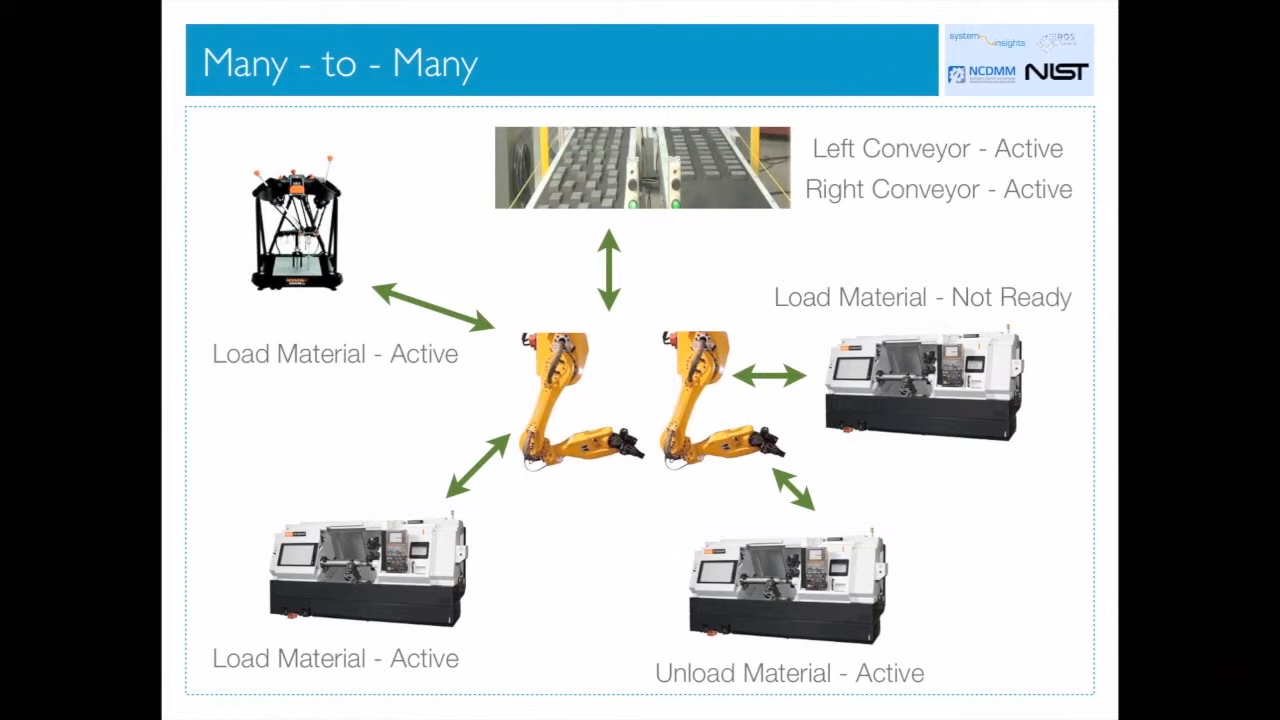 Many - to - Many
system insights
ROS
NCDMM
NIST
Left Conveyor - Active
Right Conveyor - Active
Load Material - Not Ready
Load Material - Active
Load Material - Active
Unload Material - Active